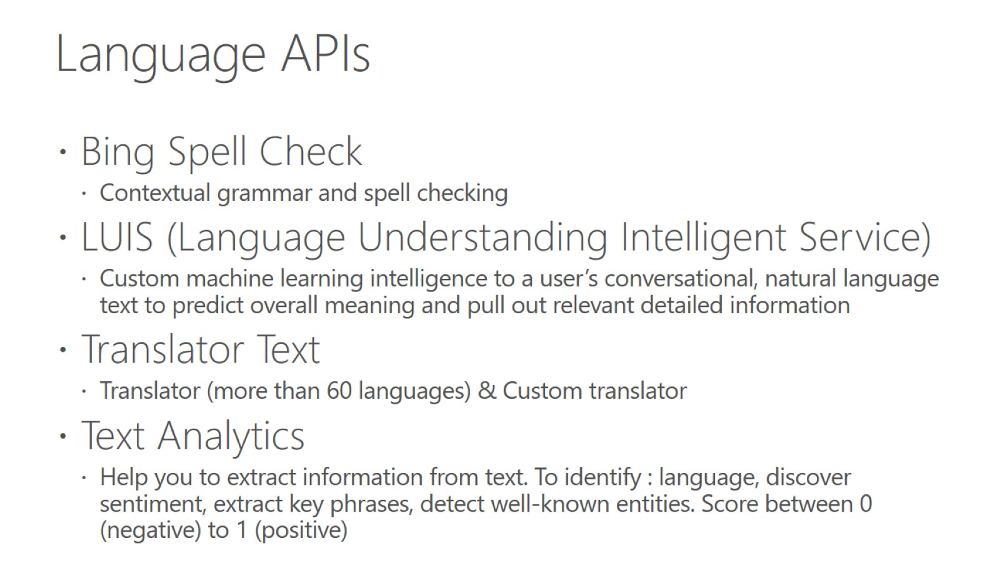 Language APIs
· Bing Spell Check
· Contextual grammar and spell checking
· LUIS (Language Understanding Intelligent Service)
· Custom machine learning intelligence to a user’s conversational, natural language
text to predict overall meaning and pull out relevant detailed information
· Translator Text
· Translator (more than 60 languages) & Custom translator
· Text Analytics
· Help you to extract information from text. To identify : language, discover
sentiment, extract key phrases, detect well-known entities. Score between 0
(negative) to 1 (positive)